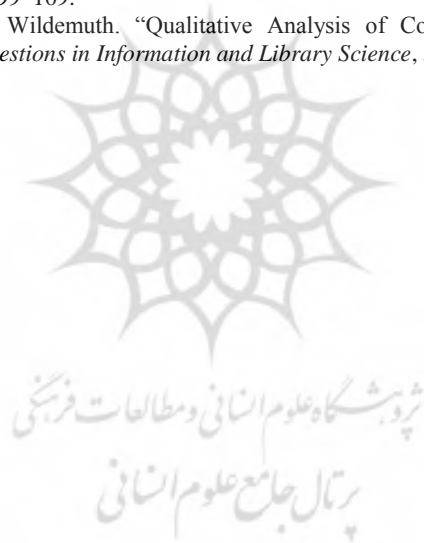 Wildemuth. “Qualitative Analysis of Co
estions in Information and Library Science,
پژوهشگاه علوم انسانی و مطالعات فرهنگی
پرتال جامع علوم انسانی